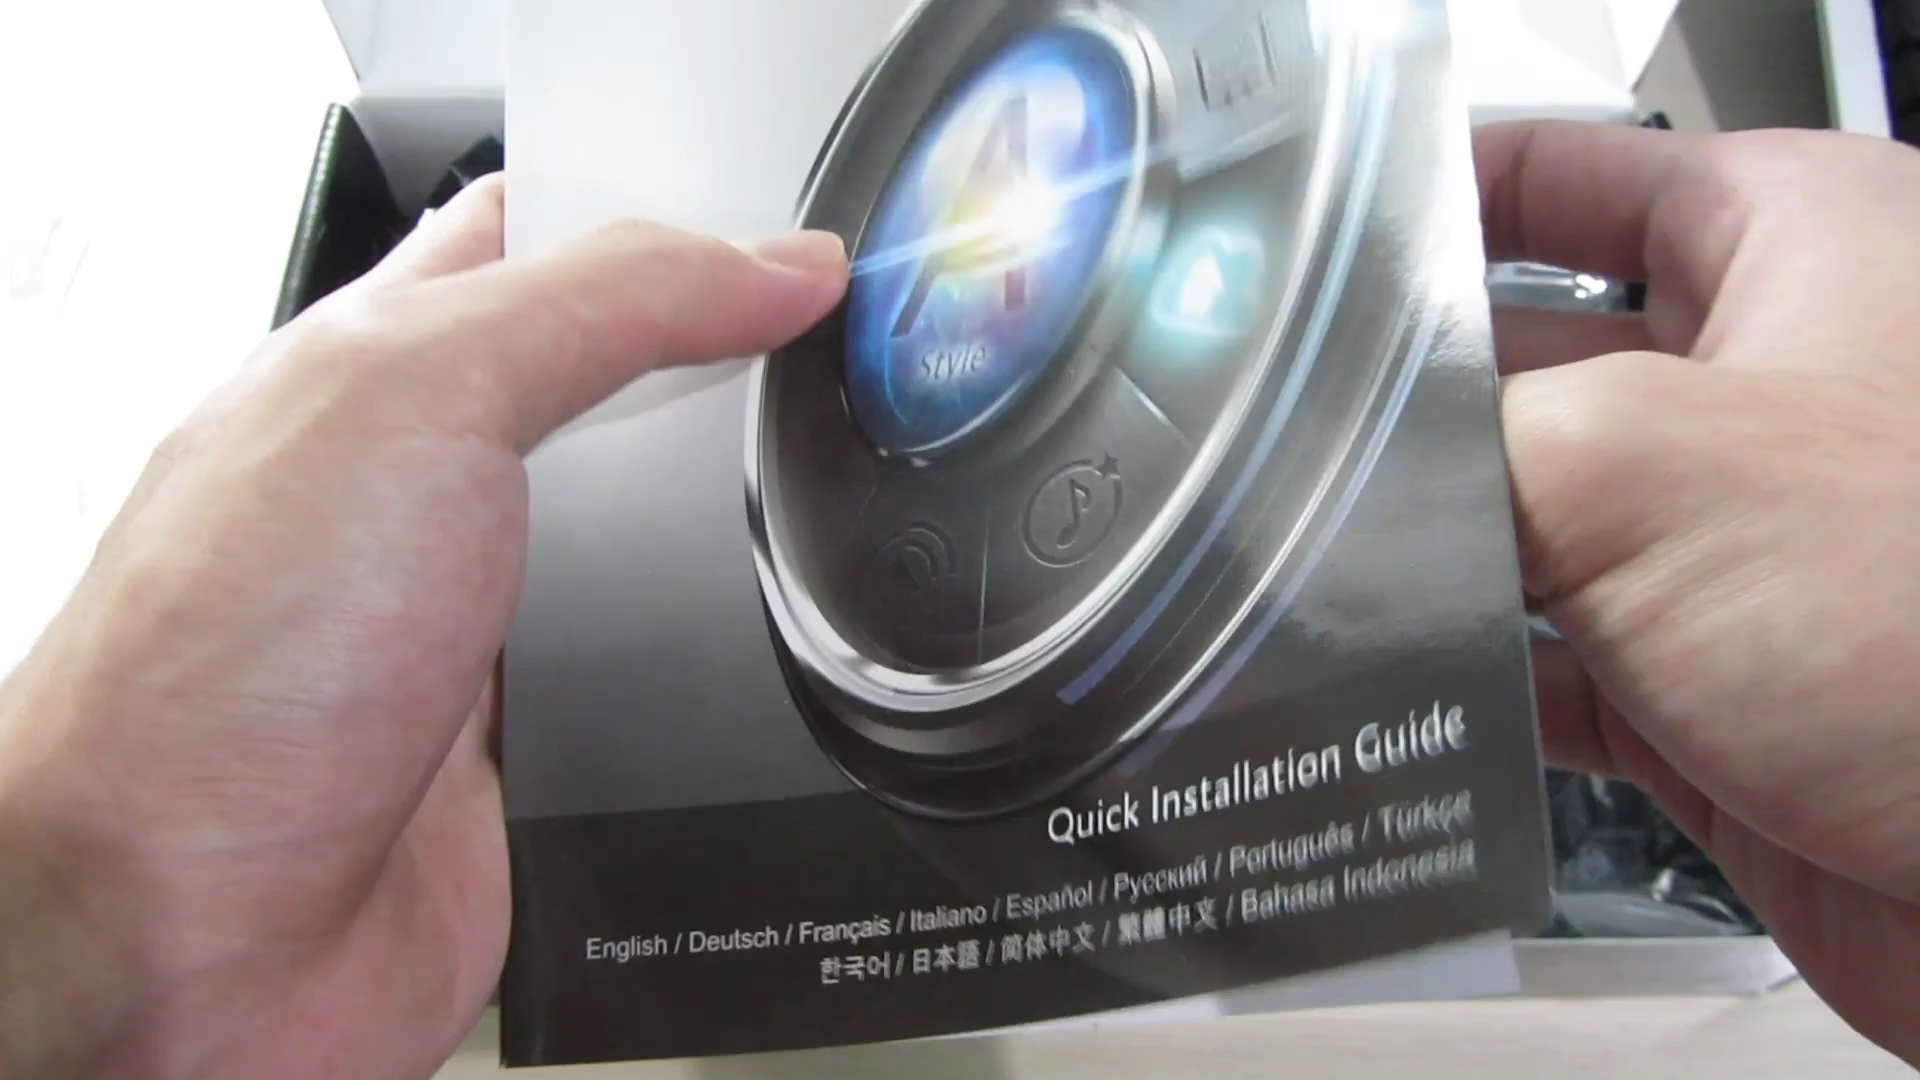 A
Style
Quick Installation Guide
English / Deutsch / Français / Italiano / Español / Русский / Português / Türkçe
한국어 / 日本語 / 简体中文 / 繁體中文 / Bahasa Indonesia